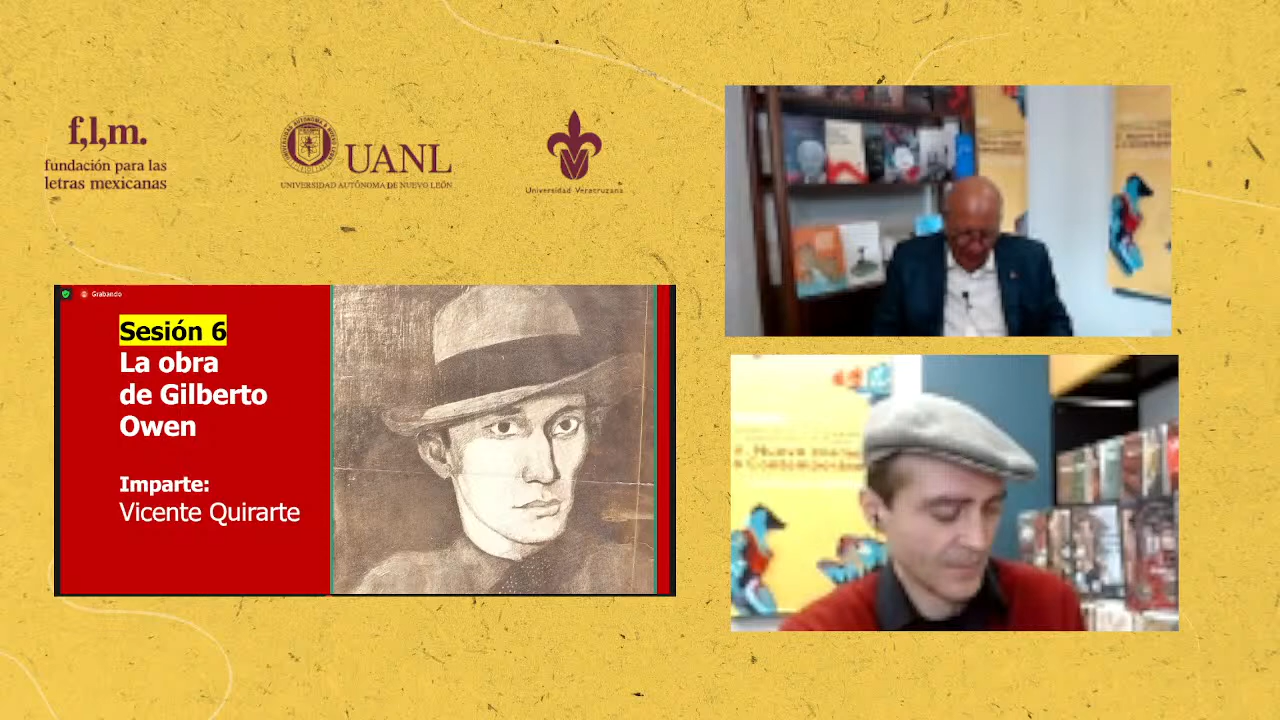 f,l,m.
fundación para las
letras mexicanas
UANL
UNIVERSIDAD AUTÓNOMA DE NUEVO LEÓN
Universidad Veracruzana
Grabando
Sesión 6
La obra
de Gilberto
Owen
Imparte:
Vicente Quirarte